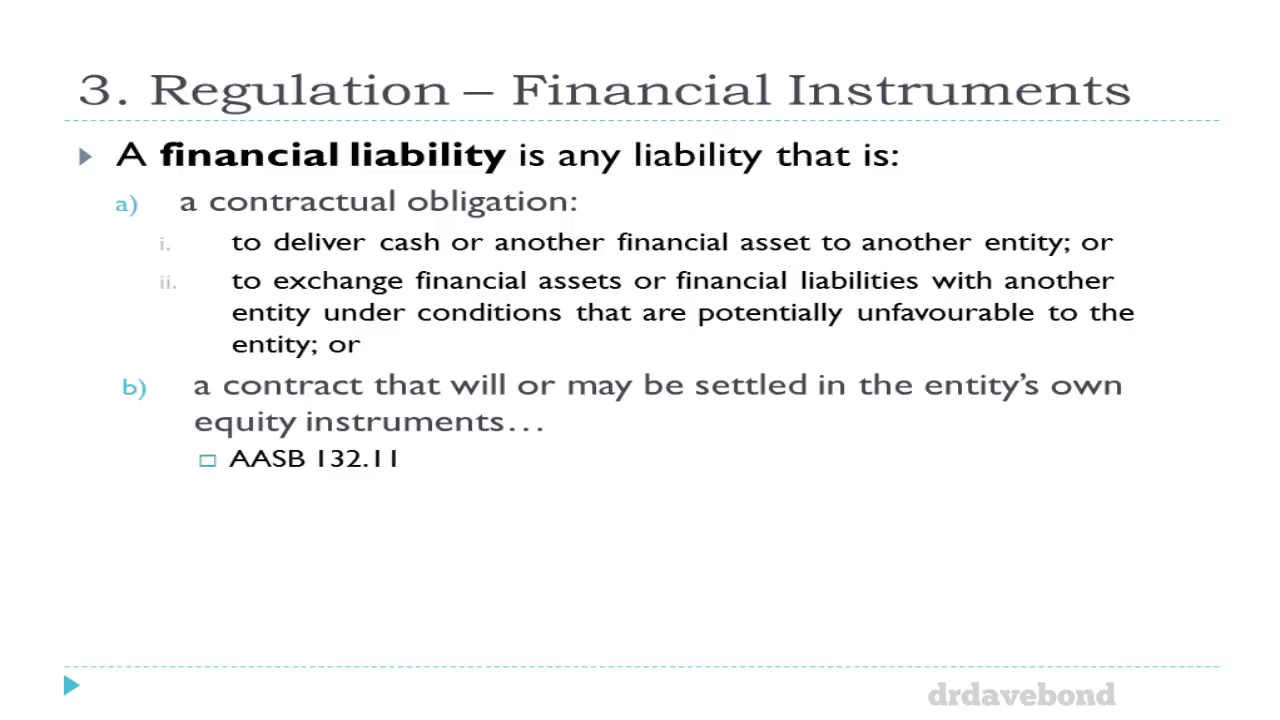 3. Regulation – Financial Instruments
A financial liability is any liability that is:
a) a contractual obligation:
i. to deliver cash or another financial asset to another entity; or
ii. to exchange financial assets or financial liabilities with another
entity under conditions that are potentially unfavourable to the
entity; or
b) a contract that will or may be settled in the entity’s own
equity instruments…
AASB 132.11
drdavebond